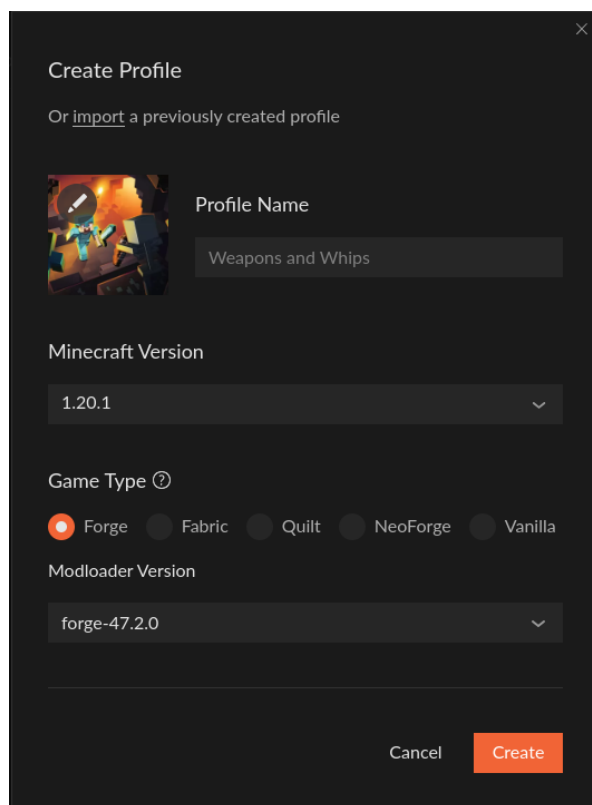 Create Profile
Or import a previously created profile
Profile Name
Weapons and Whips
Minecraft Version
1.20.1
Game Type ?
Forge Fabric Quilt NeoForge Vanilla
Modloader Version
forge-47.2.0
Cancel Create